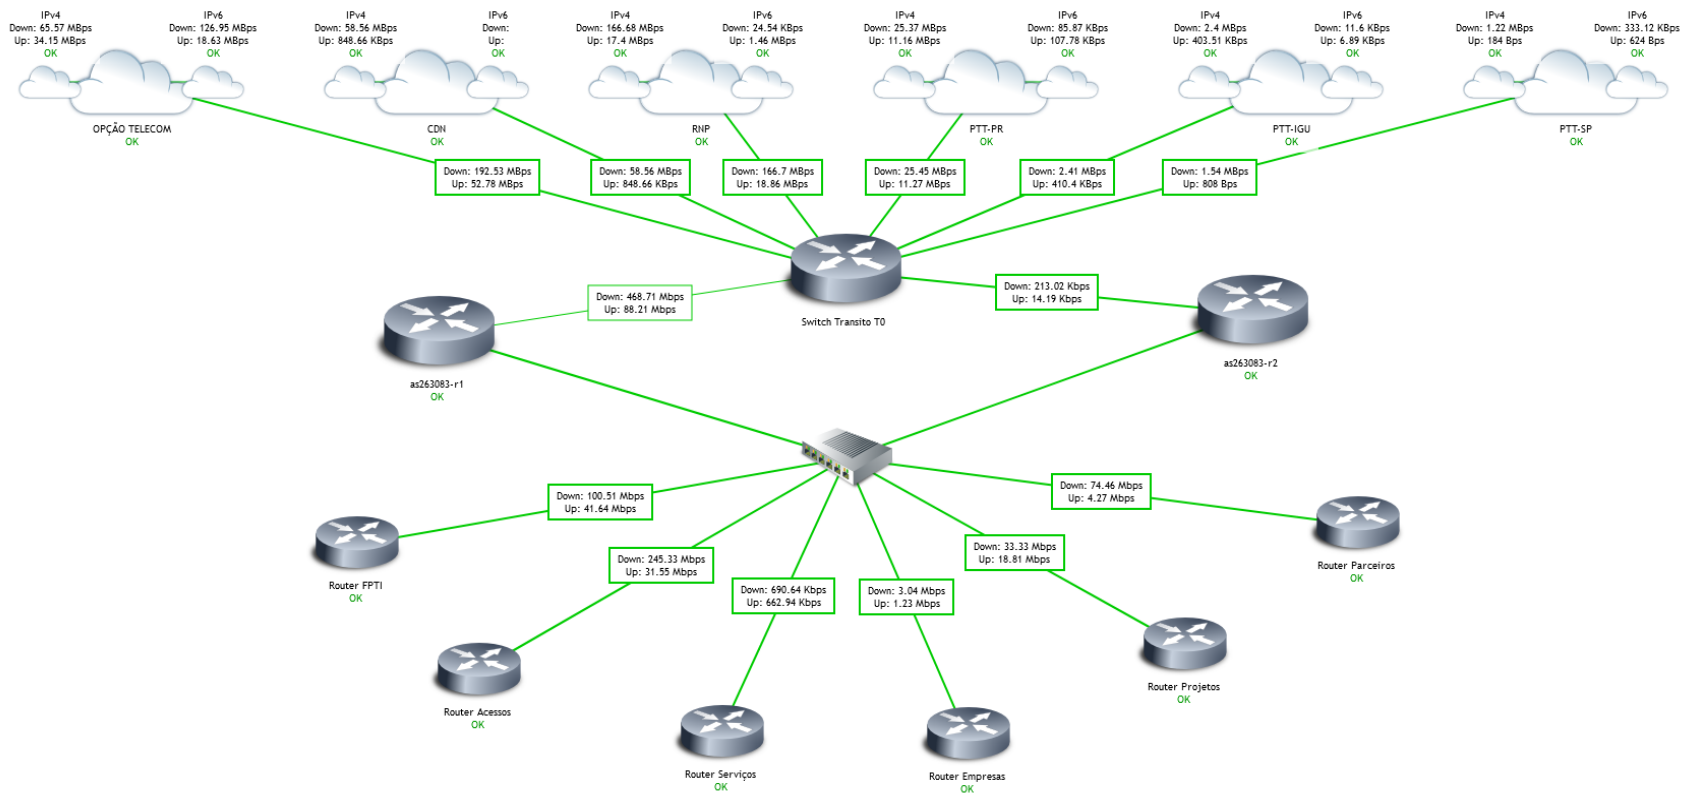 IPv4
Down: 65.57 MBps
Up: 34.15 MBps
OK
IPv6
Down: 126.95 MBps
Up: 18.63 MBps
OK
OPÇÃO TELECOM
OK
IPv4
Down: 58.56 MBps
Up: 848.66 KBps
OK
IPv6
Down:
Up:
OK
CDN
OK
IPv4
Down: 166.68 MBps
Up: 17.4 MBps
OK
IPv6
Down: 24.54 KBps
Up: 1.46 MBps
OK
RNP
OK
IPv4
Down: 25.37 MBps
Up: 11.16 MBps
OK
IPv6
Down: 85.87 KBps
Up: 107.78 KBps
OK
PTT-PR
OK
IPv4
Down: 2.4 MBps
Up: 403.51 KBps
OK
IPv6
Down: 11.6 KBps
Up: 6.89 KBps
OK
PTT-IGU
OK
IPv4
Down: 1.22 MBps
Up: 184 Bps
OK
IPv6
Down: 333.12 KBps
Up: 624 Bps
OK
PTT-SP
OK
Down: 192.53 MBps
Up: 52.78 MBps
Down: 58.56 MBps
Up: 848.66 KBps
Down: 166.7 MBps
Up: 18.86 MBps
Down: 25.45 MBps
Up: 11.27 MBps
Down: 2.41 MBps
Up: 410.4 KBps
Down: 1.54 MBps
Up: 808 Bps
Down: 468.71 Mbps
Up: 88.21 Mbps
Switch Transito T0
Down: 213.02 Kbps
Up: 14.19 Kbps
as263083-r1
OK
as263083-r2
OK
Down: 100.51 Mbps
Up: 41.64 Mbps
Down: 74.46 Mbps
Up: 4.27 Mbps
Down: 245.33 Mbps
Up: 31.55 Mbps
Down: 690.64 Kbps
Up: 662.94 Kbps
Down: 3.04 Mbps
Up: 1.23 Mbps
Down: 33.33 Mbps
Up: 18.81 Mbps
Router FPTI
OK
Router Parceiros
OK
Router Acessos
OK
Router Projetos
OK
Router Serviços
OK
Router Empresas
OK